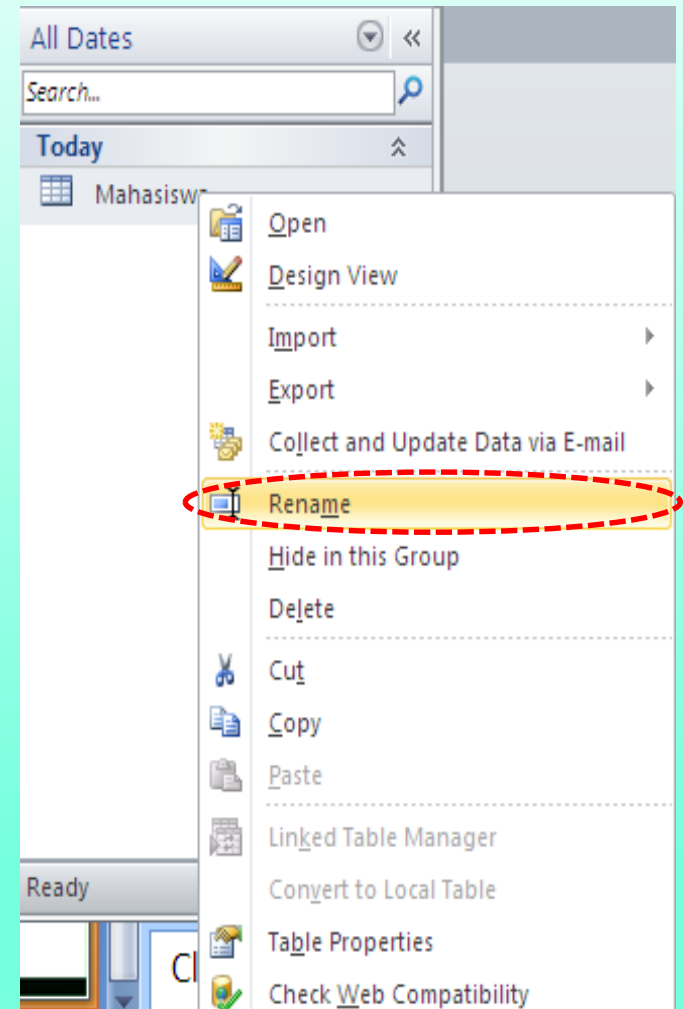 All Dates
Search...
Today
Mahasiswa
Open
Design View
Import
Export
Collect and Update Data via E-mail
Rename
Hide in this Group
Delete
Cut
Copy
Paste
Linked Table Manager
Convert to Local Table
Ready
Table Properties
Cl
Check Web Compatibility